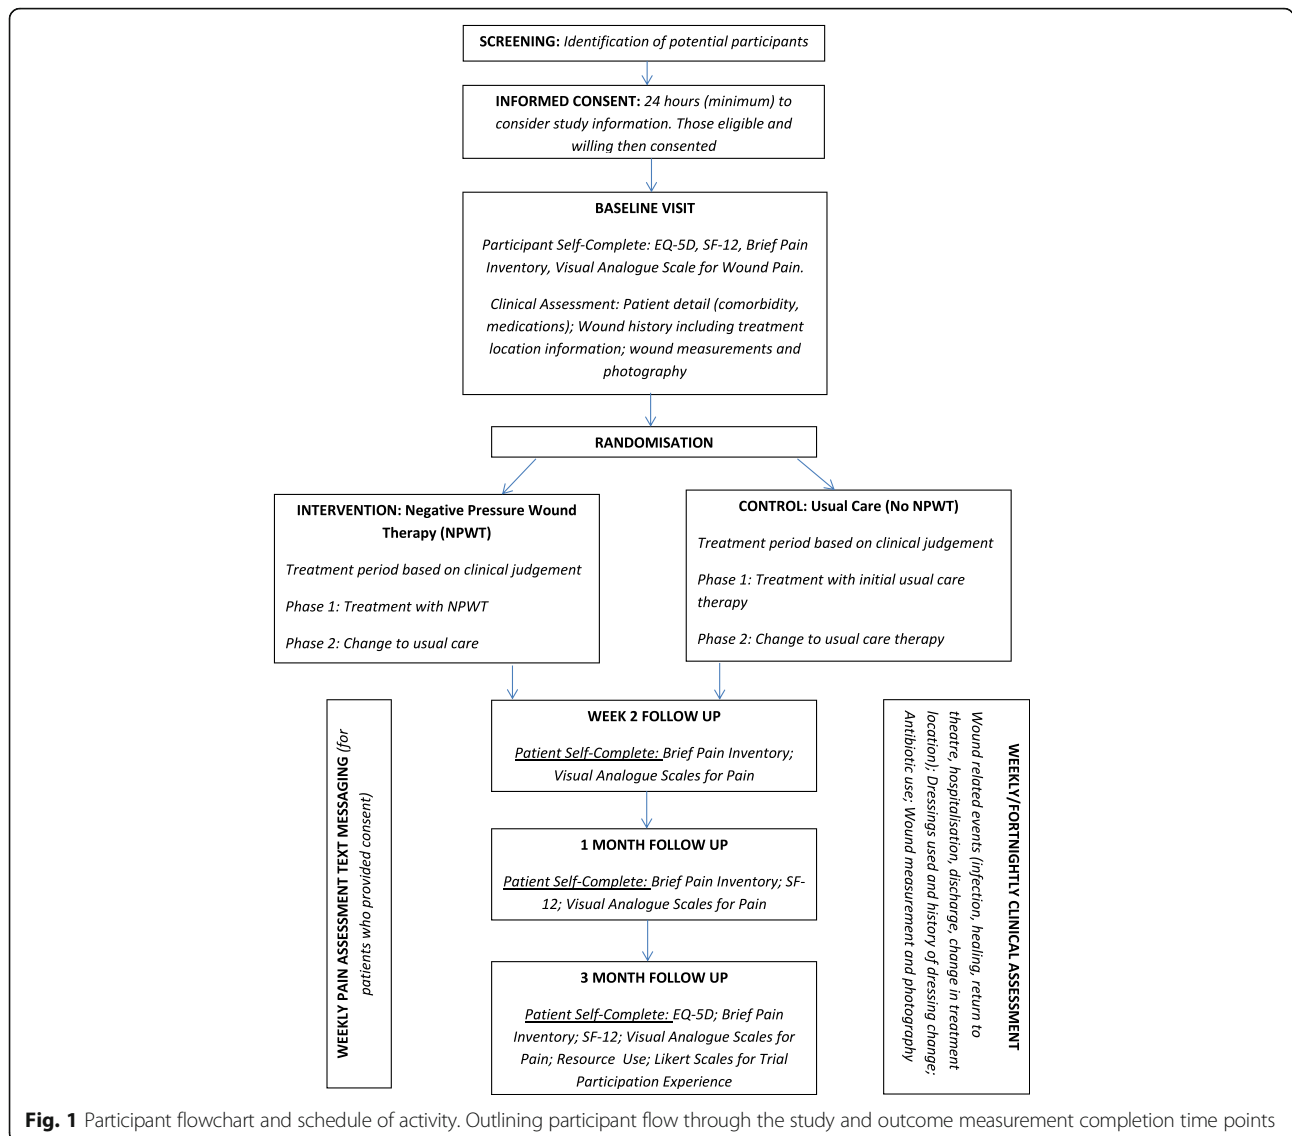 SCREENING: Identification of potential participants
INFORMED CONSENT: 24 hours (minimum) to
consider study information. Those eligible and
willing then consented
BASELINE VISIT
Participant Self-Complete: EQ-5D, SF-12, Brief Pain
Inventory, Visual Analogue Scale for Wound Pain.
Clinical Assessment: Patient detail (comorbidity,
medications); Wound history including treatment
location information; wound measurements and
photography
RANDOMISATION
INTERVENTION: Negative Pressure Wound
Therapy (NPWT)
Treatment period based on clinical judgement
Phase 1: Treatment with NPWT
Phase 2: Change to usual care
CONTROL: Usual Care (No NPWT)
Treatment period based on clinical judgement
Phase 1: Treatment with initial usual care
therapy
Phase 2: Change to usual care therapy
WEEKLY PAIN ASSESSMENT TEXT MESSAGING (for
patients who provided consent)
WEEK 2 FOLLOW UP
Patient Self-Complete: Brief Pain Inventory;
Visual Analogue Scales for Pain
1 MONTH FOLLOW UP
Patient Self-Complete: Brief Pain Inventory; SF-
12; Visual Analogue Scales for Pain
3 MONTH FOLLOW UP
Patient Self-Complete: EQ-5D; Brief Pain
Inventory; SF-12; Visual Analogue Scales for
Pain; Resource Use; Likert Scales for Trial
Participation Experience
WEEKLY/FORTNIGHTLY CLINICAL ASSESSMENT
Wound related events (infection, healing, return to
theatre, hospitalisation, discharge, change in treatment
location); Dressings used and history of dressing change;
Antibiotic use; Wound measurement and photography
Fig. 1 Participant flowchart and schedule of activity. Outlining participant flow through the study and outcome measurement completion time points